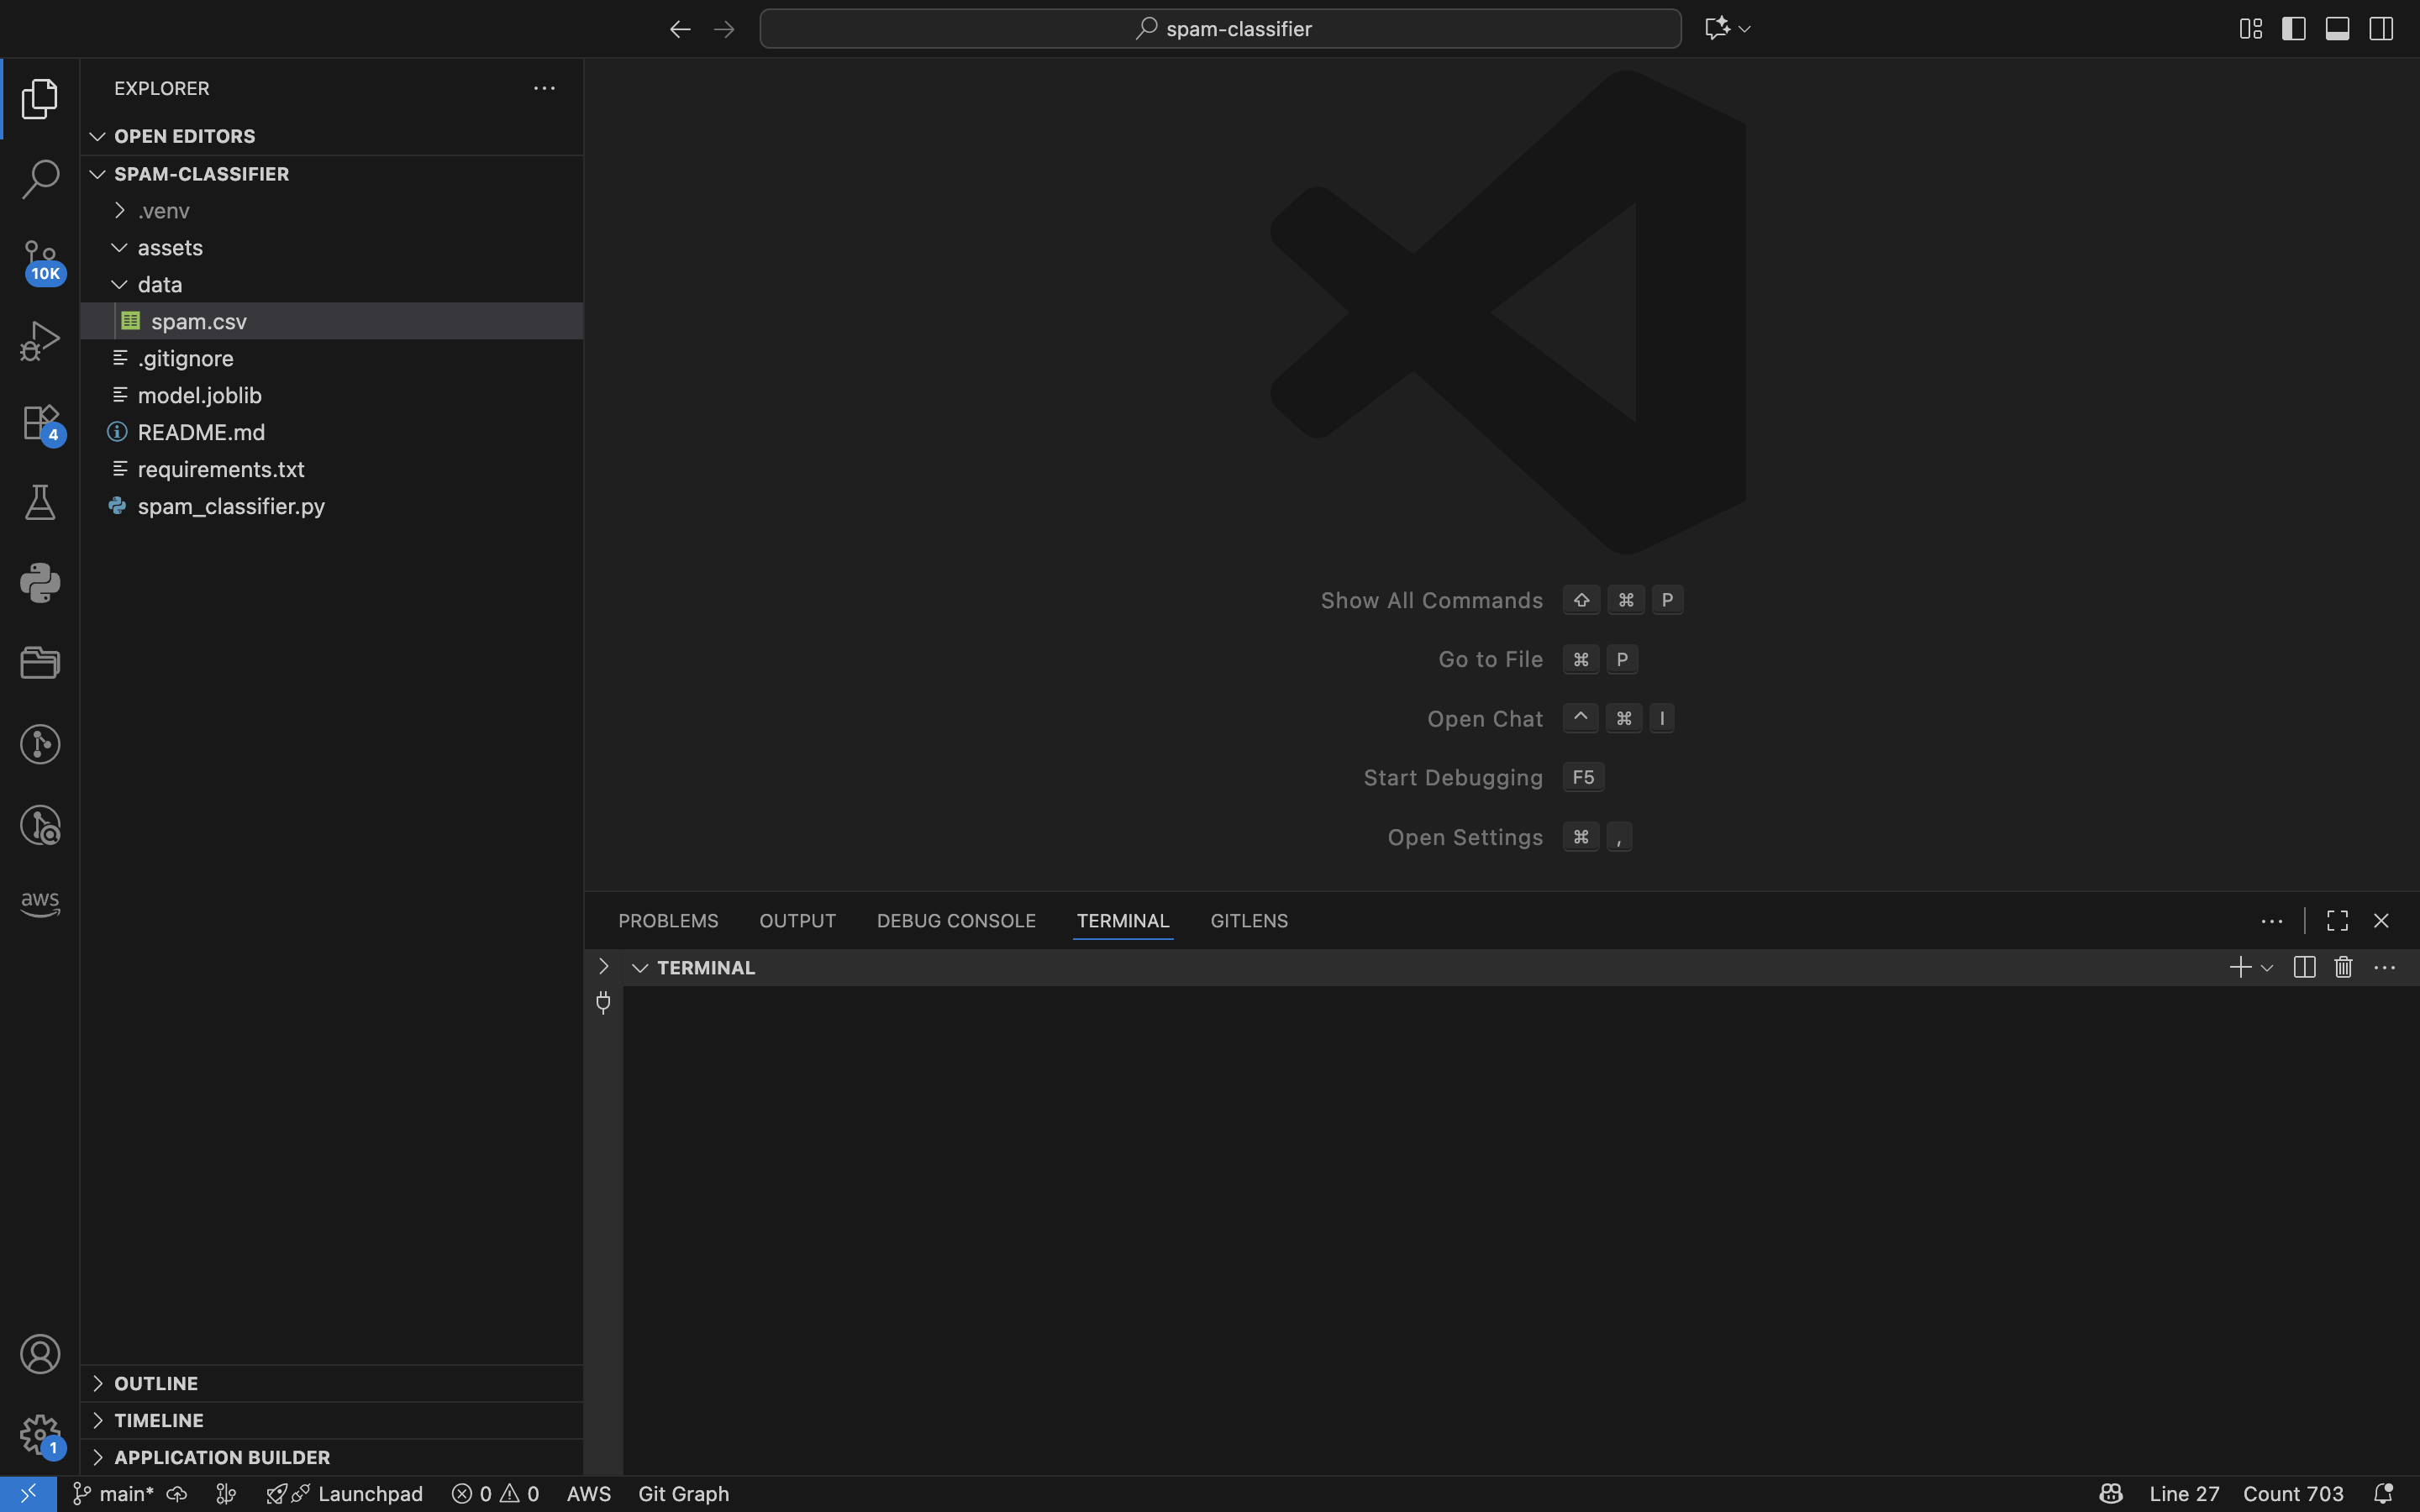 spam-classifier
EXPLORER
OPEN EDITORS
SPAM-CLASSIFIER
.venv
assets
data
spam.csv
.gitignore
model.joblib
README.md
requirements.txt
spam_classifier.py
10K
4
aws
Show All Commands ⇧ ⌘ P
Go to File ⌘ P
Open Chat ^ ⌘ I
Start Debugging F5
Open Settings ⌘ ,
PROBLEMS OUTPUT DEBUG CONSOLE TERMINAL GITLENS
TERMINAL
OUTLINE
TIMELINE
APPLICATION BUILDER
1
main* Launchpad 0 0 AWS Git Graph Line 27 Count 703